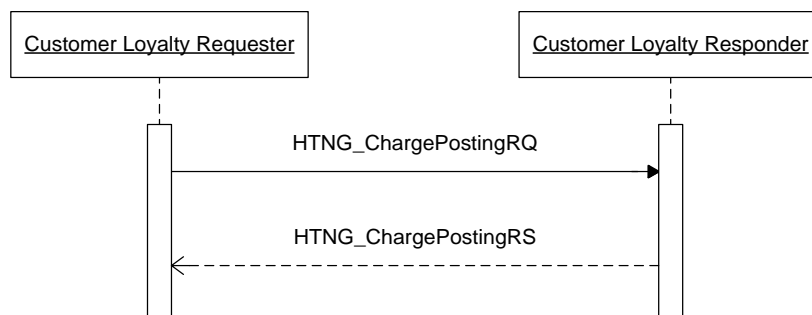 Customer Loyalty Requester
Customer Loyalty Responder
HTNG_ChargePostingRQ
HTNG_ChargePostingRS